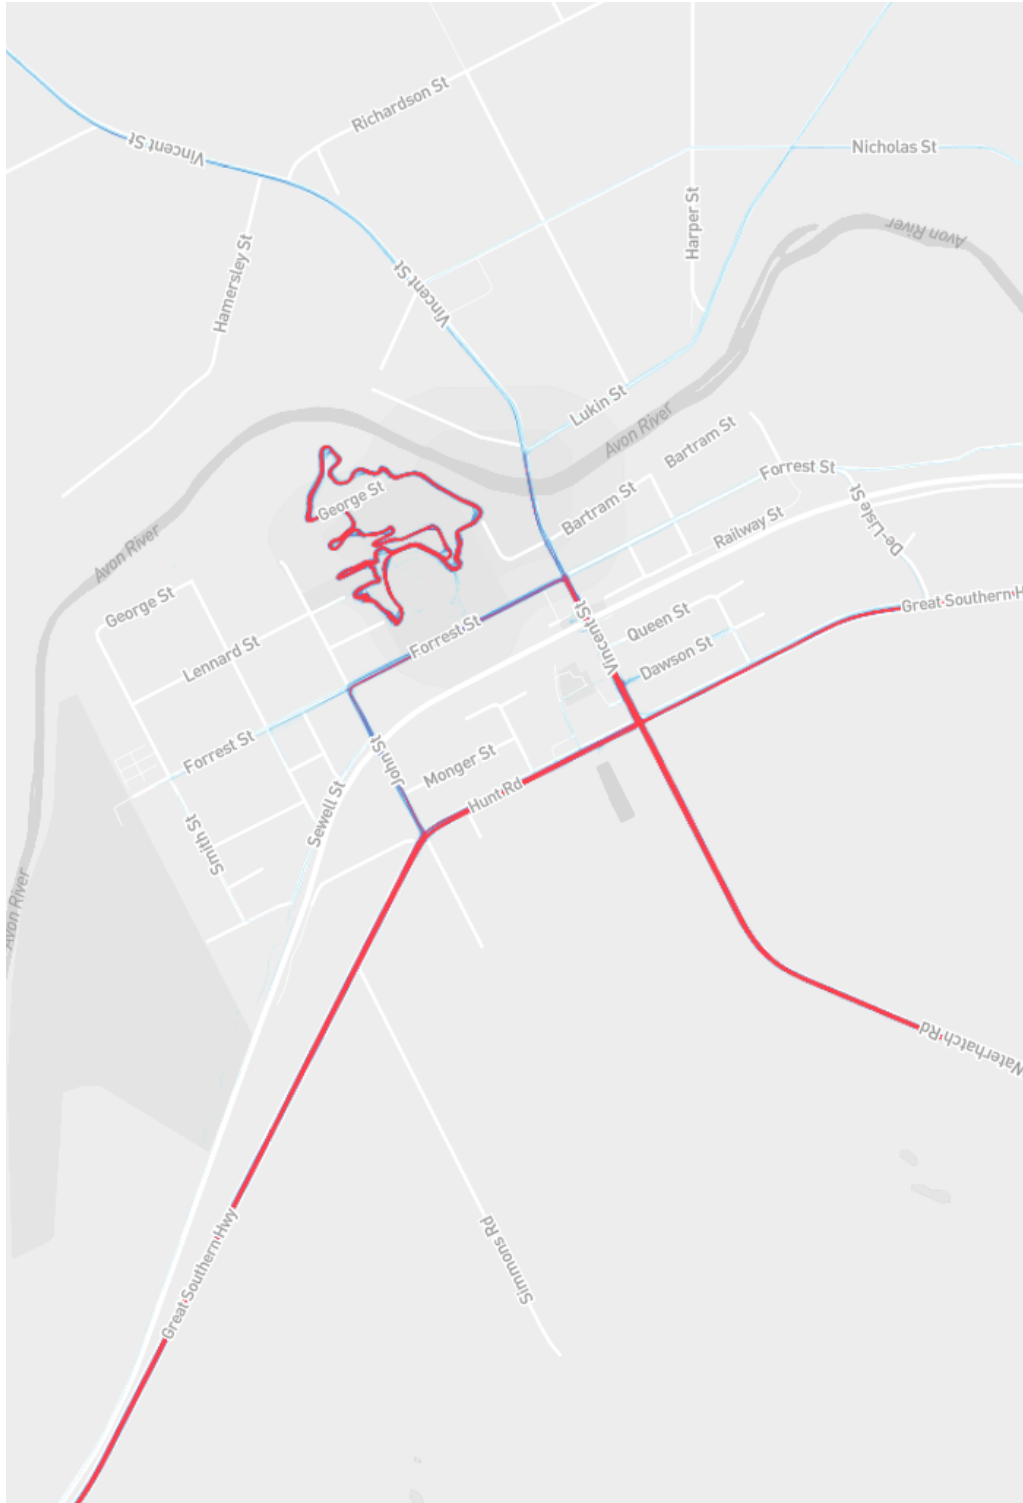 Richardson St
Vincent St
Nicholas St
Harper St
Avon River
Hamersley St
Vincent St
Vincent St
Lukin St
Avon River
Bartram St
Forrest St
George St
Bartram St
Railway St
De-Lisle St
Avon River
George St
Great Southern H
Vincent St
Queen St
Forrest St
Lennard St
Dawson St
Forrest St
John St
Monger St
Hunt Rd
Sewell St
Smith St
Avon River
Waterhatch Rd
Great Southern Hwy
Simmons Rd